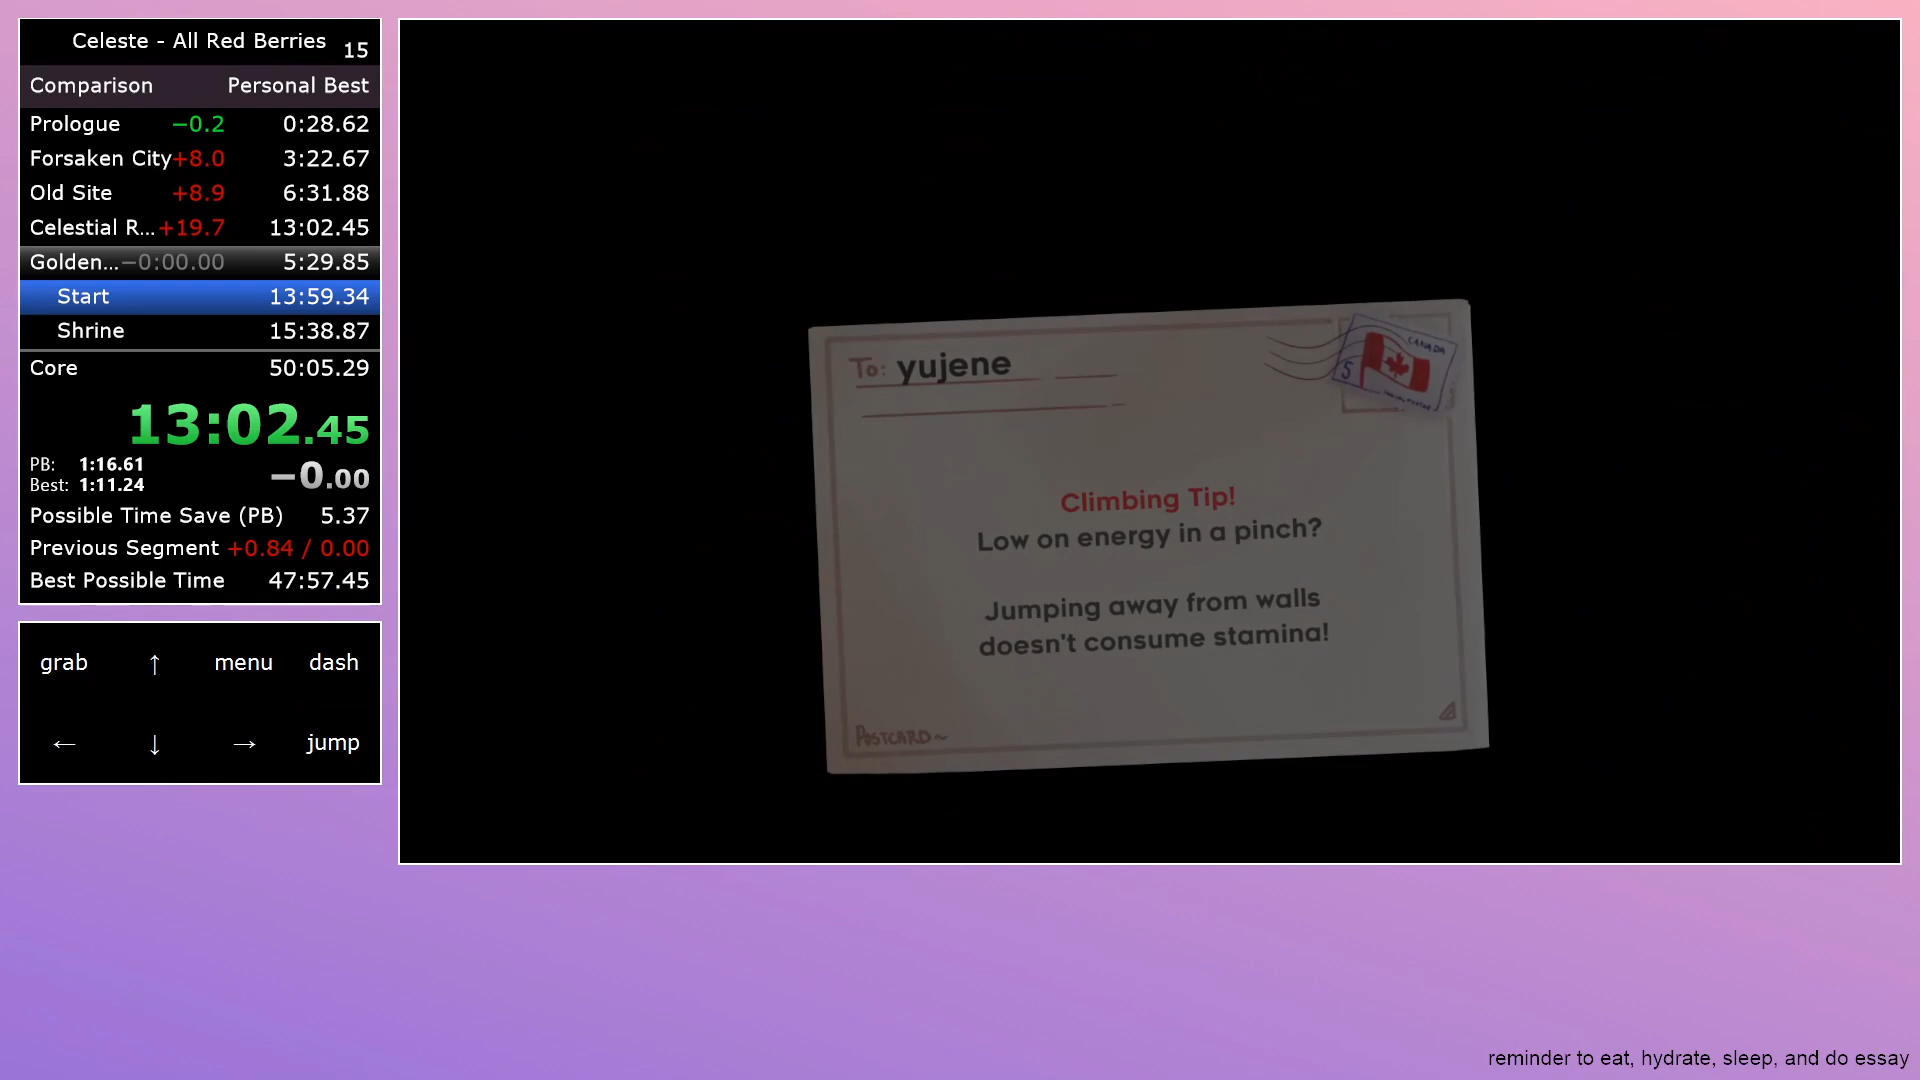 Celeste - All Red Berries 15
Comparison Personal Best
Prologue −0.2 0:28.62
Forsaken City +8.0 3:22.67
Old Site +8.9 6:31.88
Celestial R... +19.7 13:02.45
Golden... −0:00.00 5:29.85
Start 13:59.34
Shrine 15:38.87
Core 50:05.29
13:02.45
PB: 1:16.61
Best: 1:11.24
−0.00
Possible Time Save (PB) 5.37
Previous Segment +0.84 / 0.00
Best Possible Time 47:57.45
grab ↑ menu dash
← ↓ → jump
To: yujene
CANADA
5
Climbing Tip!
Low on energy in a pinch?
Jumping away from walls
doesn't consume stamina!
POSTCARD~
reminder to eat, hydrate, sleep, and do essay